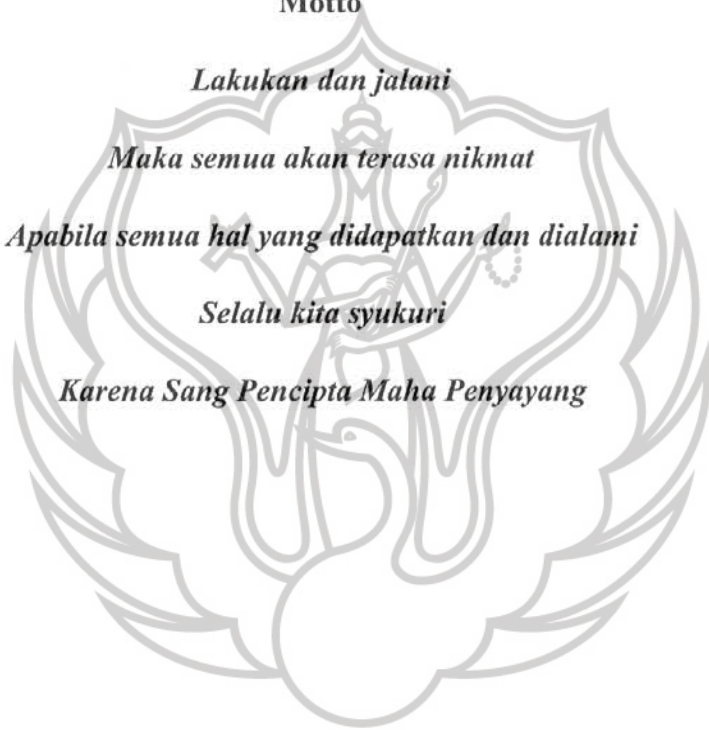 Motto
Lakukan dan jalani
Maka semua akan terasa nikmat
Apabila semua hal yang didapatkan dan dialami
Selalu kita syukuri
Karena Sang Pencipta Maha Penyayang